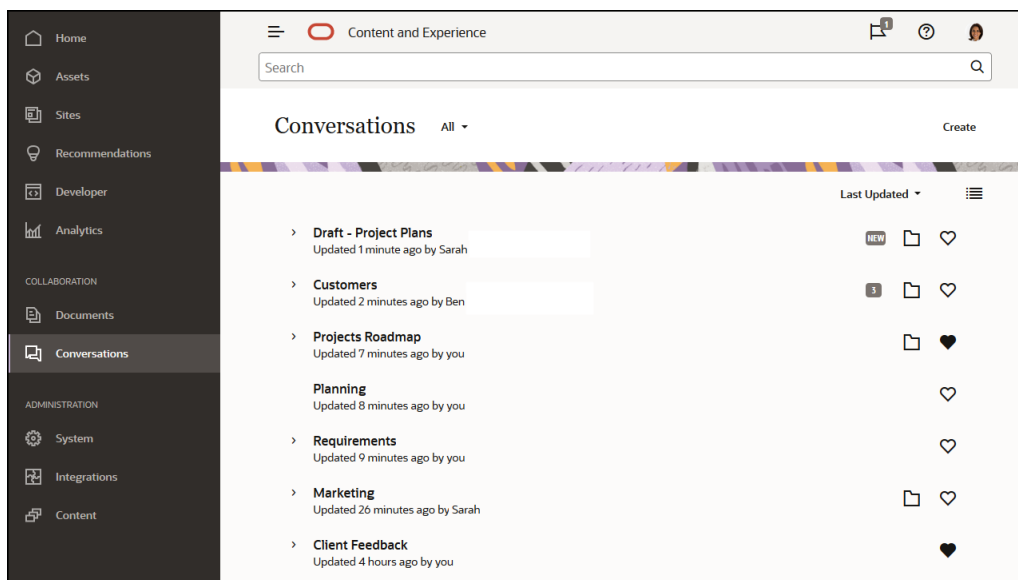 Home
Assets
Sites
Recommendations
Developer
Analytics
COLLABORATION
Documents
Conversations
ADMINISTRATION
System
Integrations
Content
Content and Experience
1
Search
Conversations All
Create
Last Updated
Draft - Project Plans
Updated 1 minute ago by Sarah
NEW
Customers
Updated 2 minutes ago by Ben
3
Projects Roadmap
Updated 7 minutes ago by you
Planning
Updated 8 minutes ago by you
Requirements
Updated 9 minutes ago by you
Marketing
Updated 26 minutes ago by Sarah
Client Feedback
Updated 4 hours ago by you